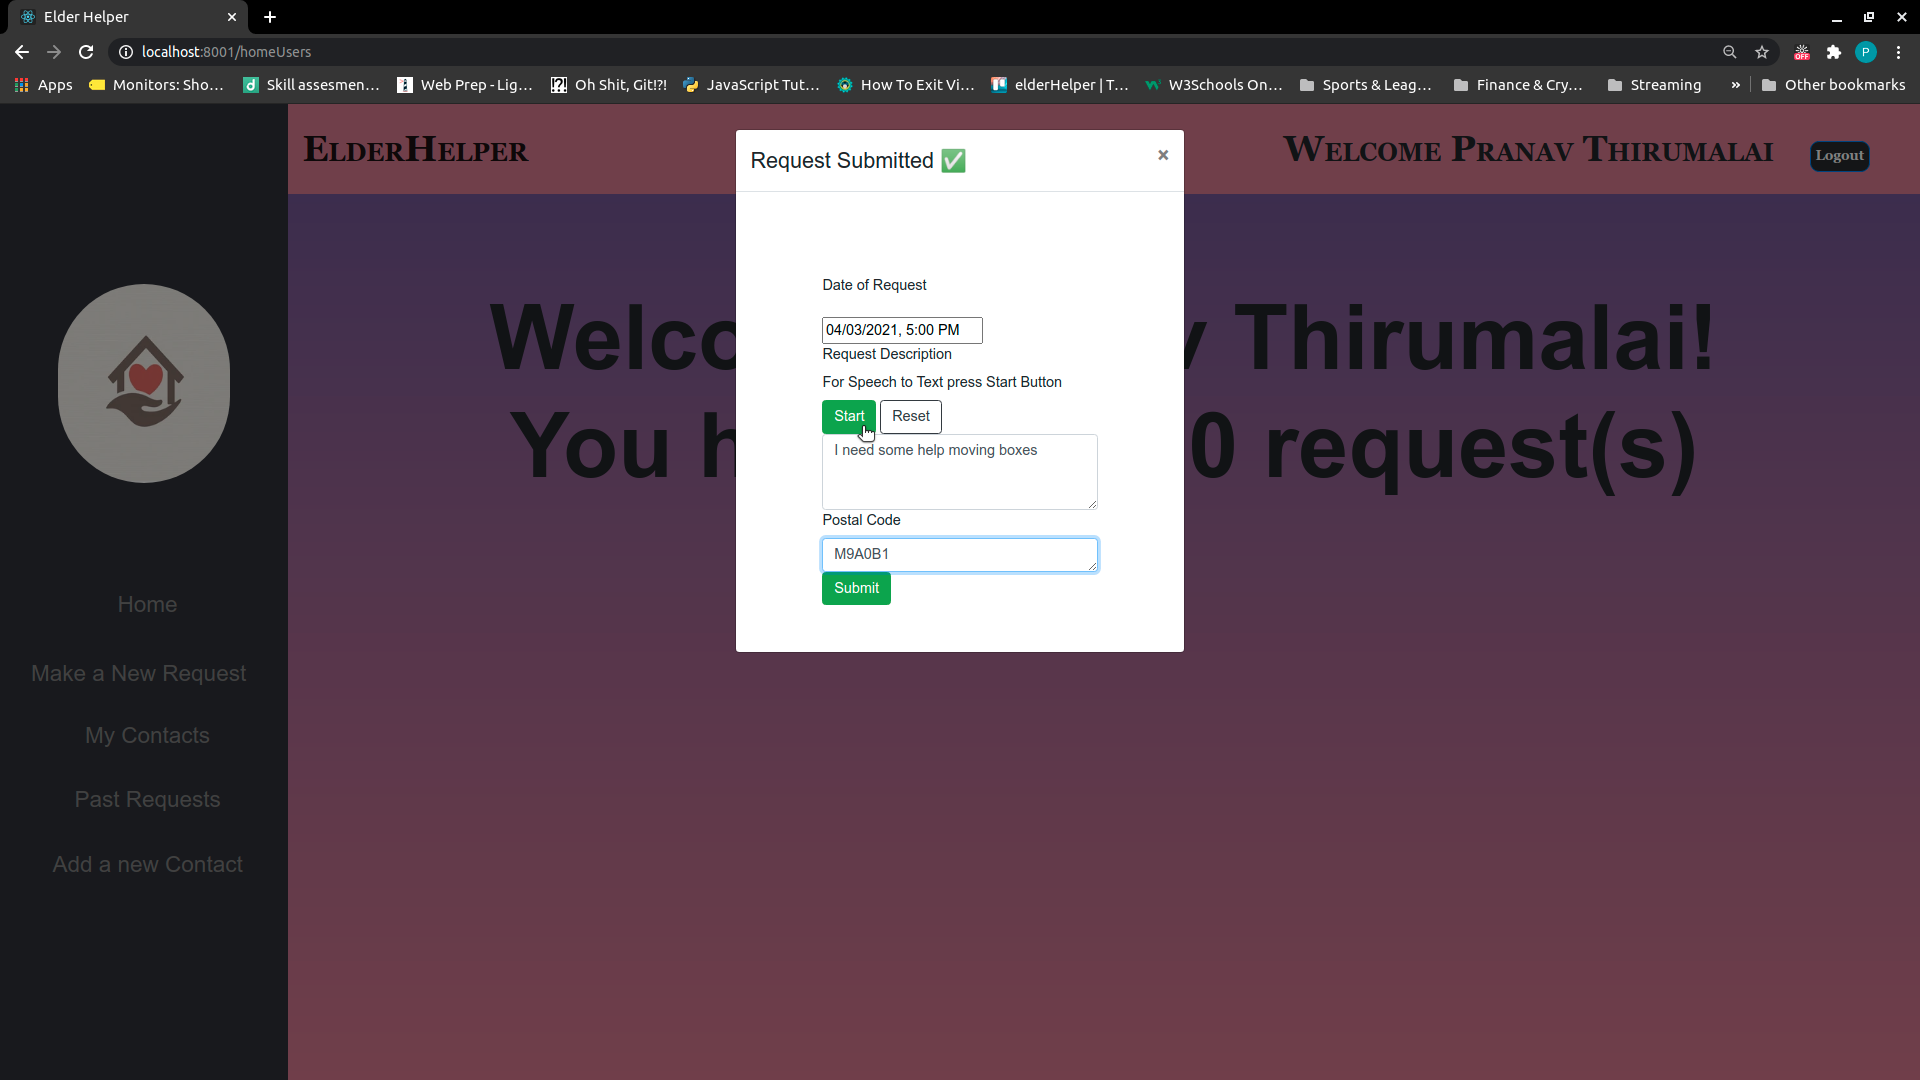 Elder Helper
localhost:8001/homeUsers
P
OFF
Apps
Monitors: Sho...
Skill assesmen...
Web Prep - Lig...
Oh Shit, Git!?!
JavaScript Tut...
How To Exit Vi...
elderHelper | T...
W3Schools On...
Sports & Leag...
Finance & Cry...
Streaming
»
Other bookmarks
ElderHelper
Welcome Pranav Thirumalai
Logout
Request Submitted ✅
×
Date of Request
04/03/2021, 5:00 PM
Request Description
For Speech to Text press Start Button
Start
Reset
I need some help moving boxes
Postal Code
M9A0B1
Submit
Thirumalai!
You
0 request(s)
Home
Make a New Request
My Contacts
Past Requests
Add a new Contact